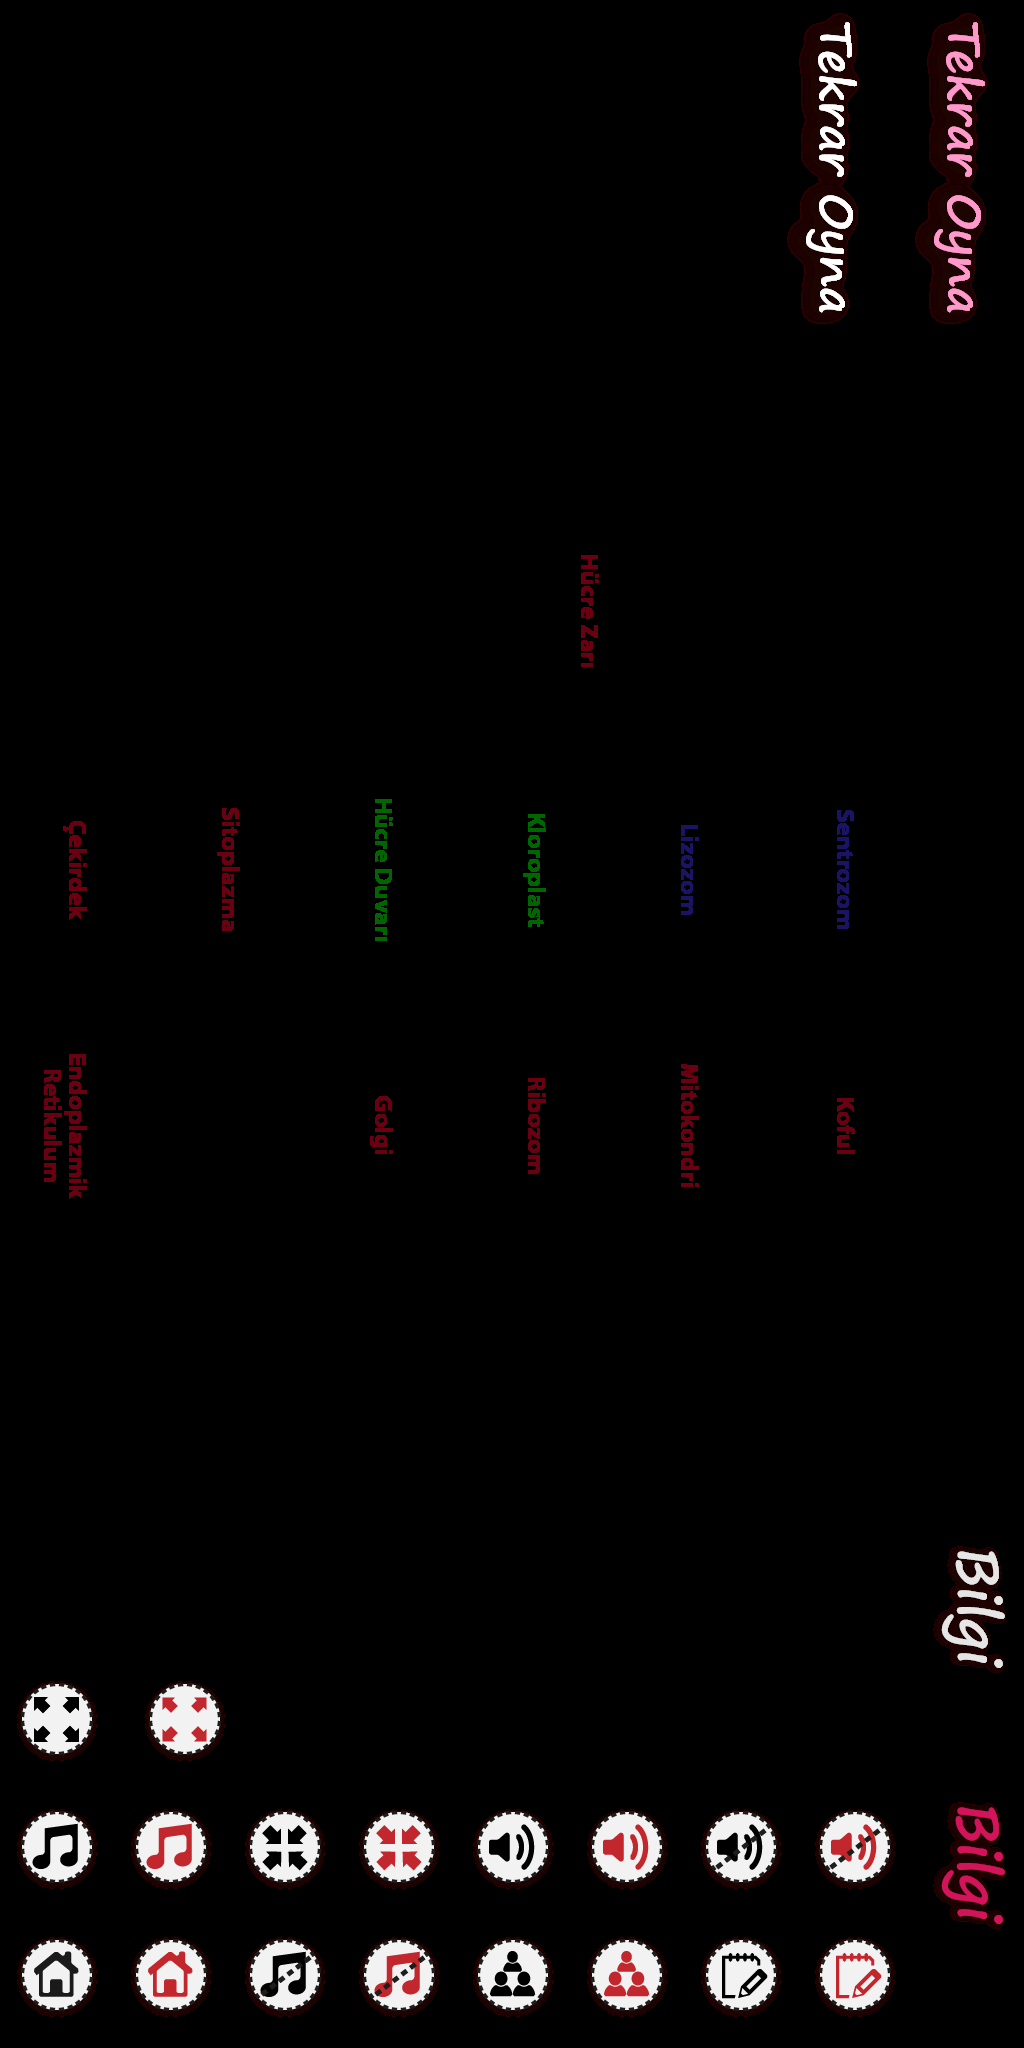 Tekrar Oyna
Tekrar Oyna
Hücre Zarı
Çekirdek
Sitoplazma
Hücre Duvarı
Kloroplast
Lizozom
Sentrozom
Endoplazmik
Retikulum
Golgi
Ribozom
Mitokondri
Koful
Bilgi
Bilgi